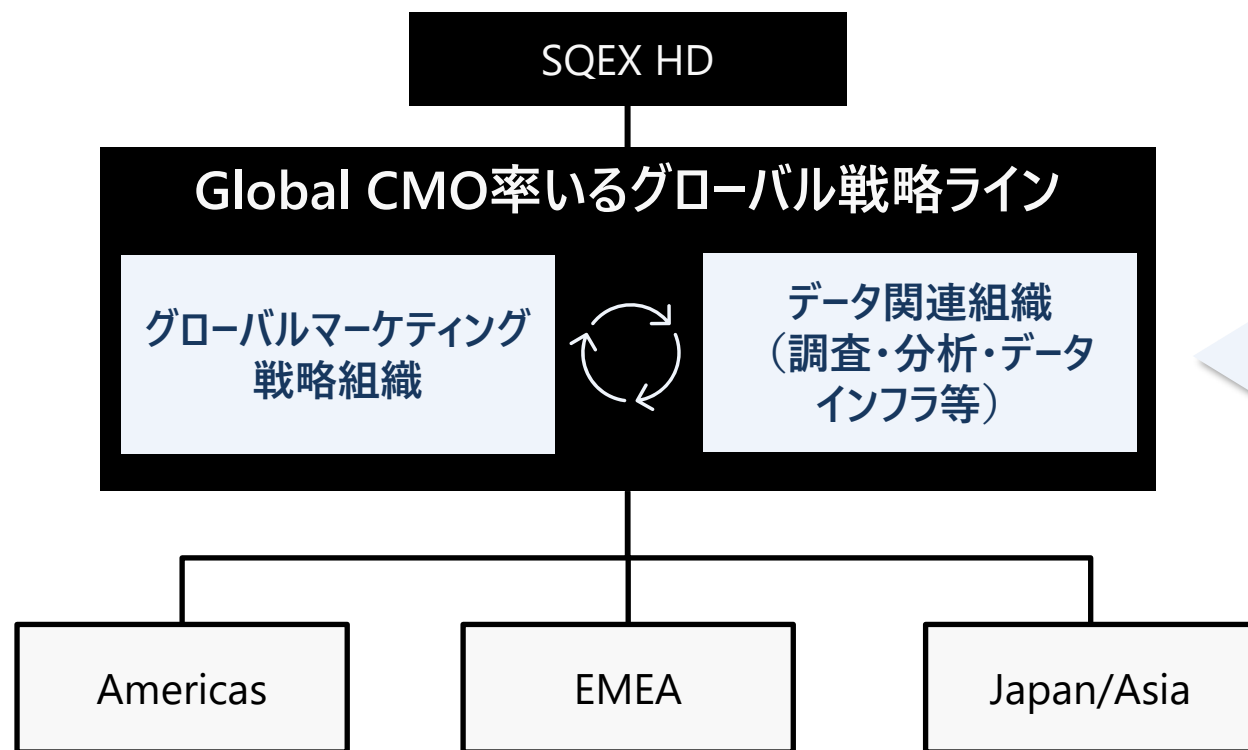 SQEX HD
Global CMO率いるグローバル戦略ライン
グローバルマーケティング
戦略組織
データ関連組織
（調査・分析・データ
インフラ等）
Americas
EMEA
Japan/Asia